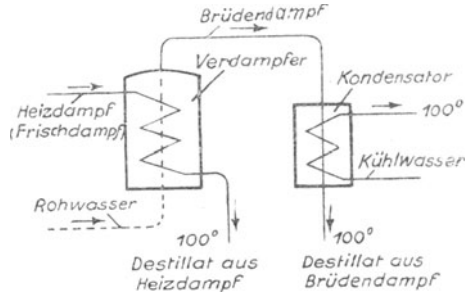 Brüdendampf
Verdampfer
Kondensator
Heizdampf
(Frischdampf)
100°
Kühlwasser
Rohwasser
100°
100°
Destillat aus
Heizdampf
Destillat aus
Brüdendampf